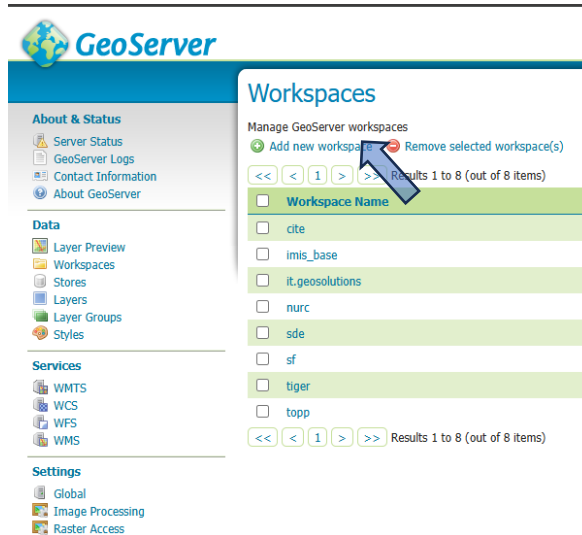 GeoServer
Workspaces
Manage GeoServer workspaces
Add new workspace Remove selected workspace(s)
<< < 1 > >> Results 1 to 8 (out of 8 items)
Workspace Name
cite
imis_base
it.geosolutions
nurc
sde
sf
tiger
topp
<< < 1 > >> Results 1 to 8 (out of 8 items)
About & Status
Server Status
GeoServer Logs
Contact Information
About GeoServer
Data
Layer Preview
Workspaces
Stores
Layers
Layer Groups
Styles
Services
WMTS
WCS
WFS
WMS
Settings
Global
Image Processing
Raster Access